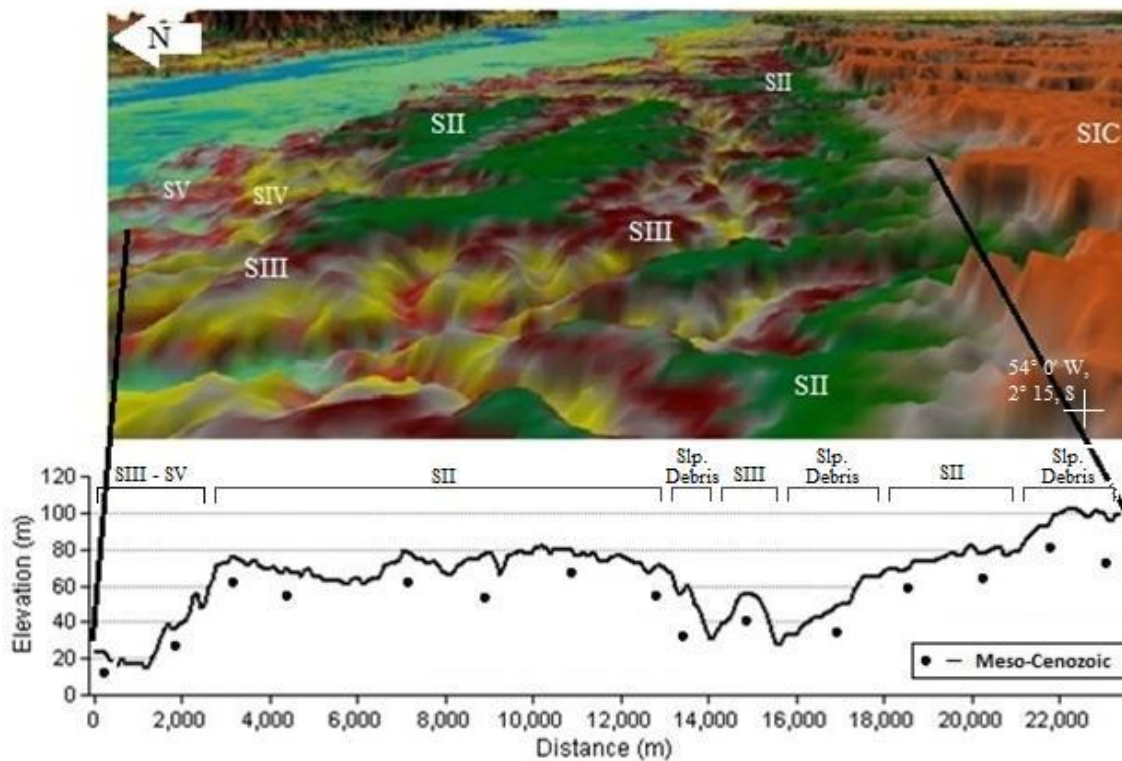 N
SII
SII
SIC
SV
SIV
SIII
SIII
54° 0' W,
2° 15, S
SII
SIII - SV
SII
Slp.
Debris
SIII
Slp.
Debris
SII
Slp.
Debris
120
100
80
60
40
20
0
Elevation (m)
Meso-Cenozoic
0 2,000 4,000 6,000 8,000 10,000 12,000 14,000 16,000 18,000 20,000 22,000
Distance (m)